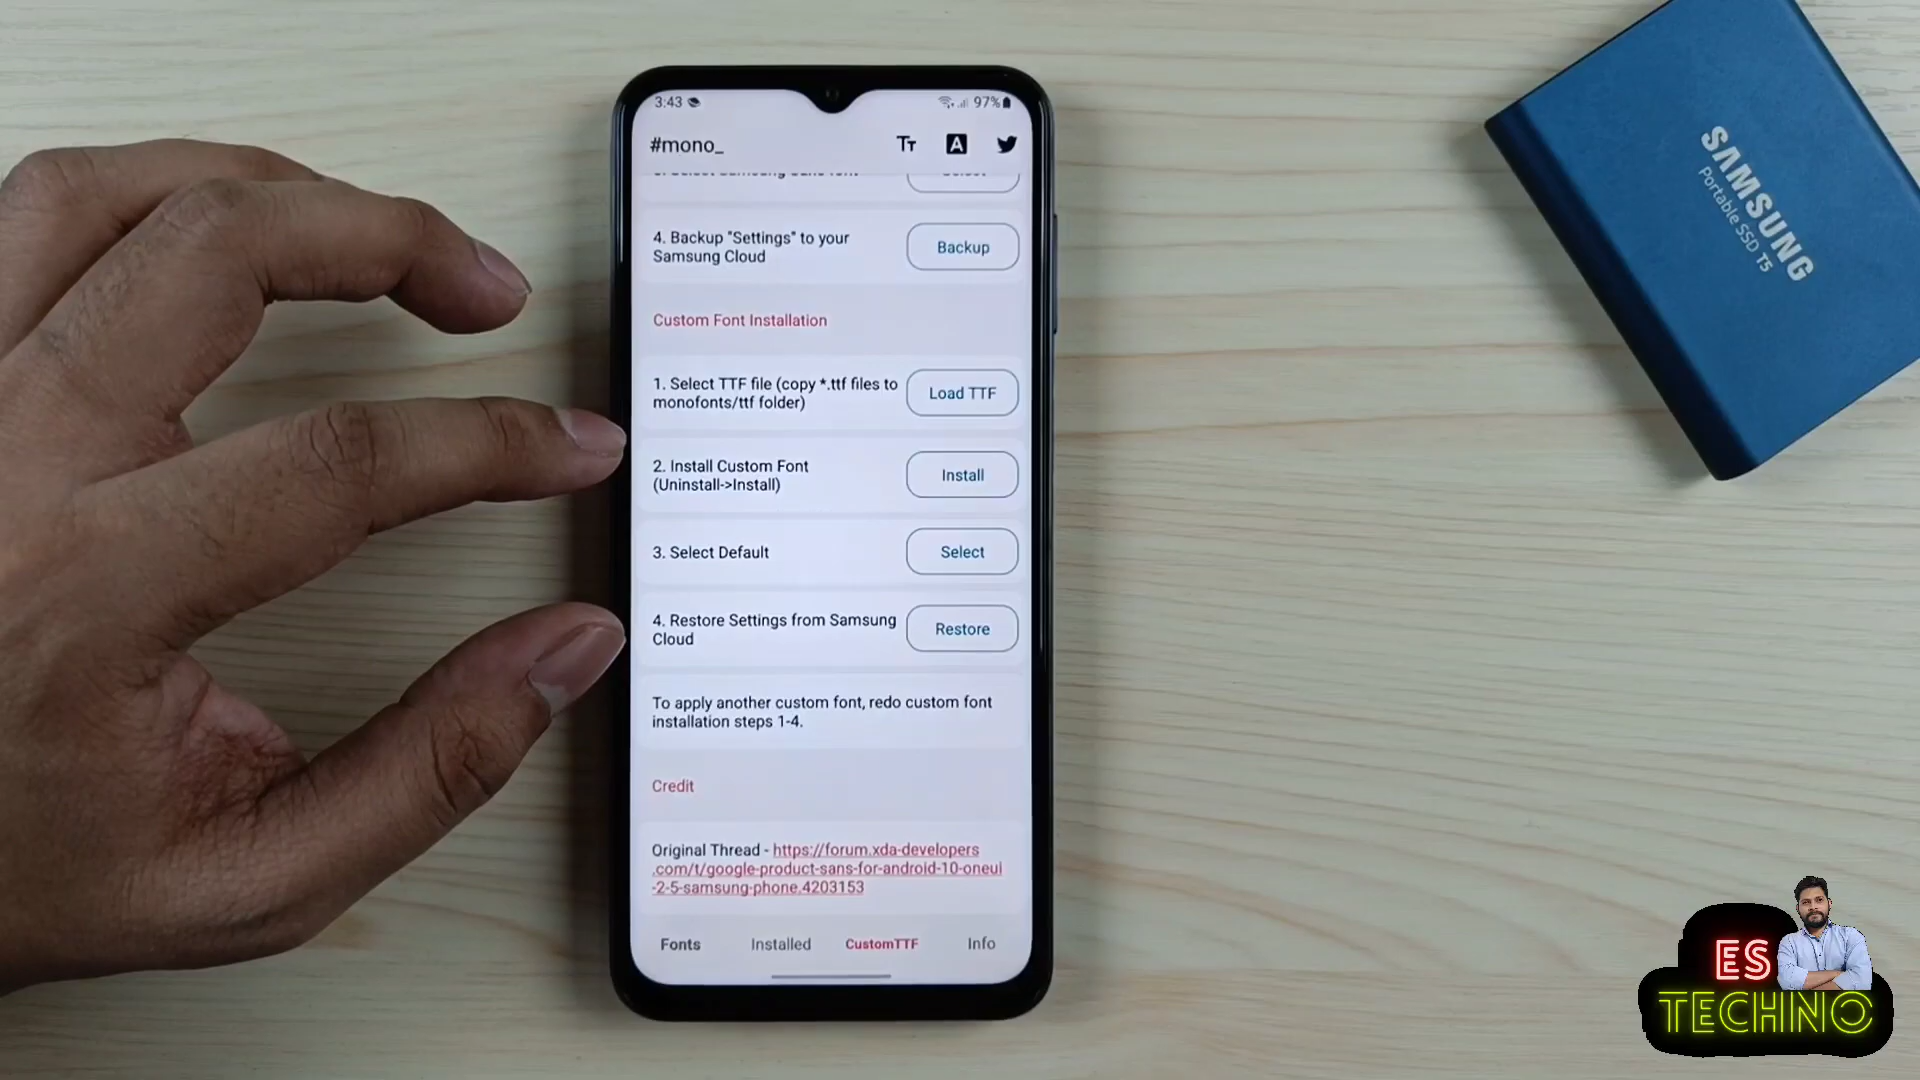 3:43
97%
#mono_
Tт
A
4. Backup "Settings" to your
Samsung Cloud
Backup
Custom Font Installation
1. Select TTF file (copy *.ttf files to
monofonts/ttf folder)
Load TTF
2. Install Custom Font
(Uninstall->Install)
Install
3. Select Default
Select
4. Restore Settings from Samsung
Cloud
Restore
To apply another custom font, redo custom font
installation steps 1-4.
Credit
Original Thread - https://forum.xda-developers
.com/t/google-product-sans-for-android-10-oneui
-2-5-samsung-phone.4203153
Fonts
Installed
CustomTTF
Info
SAMSUNG
Portable SSD T5
ES
TECHNO